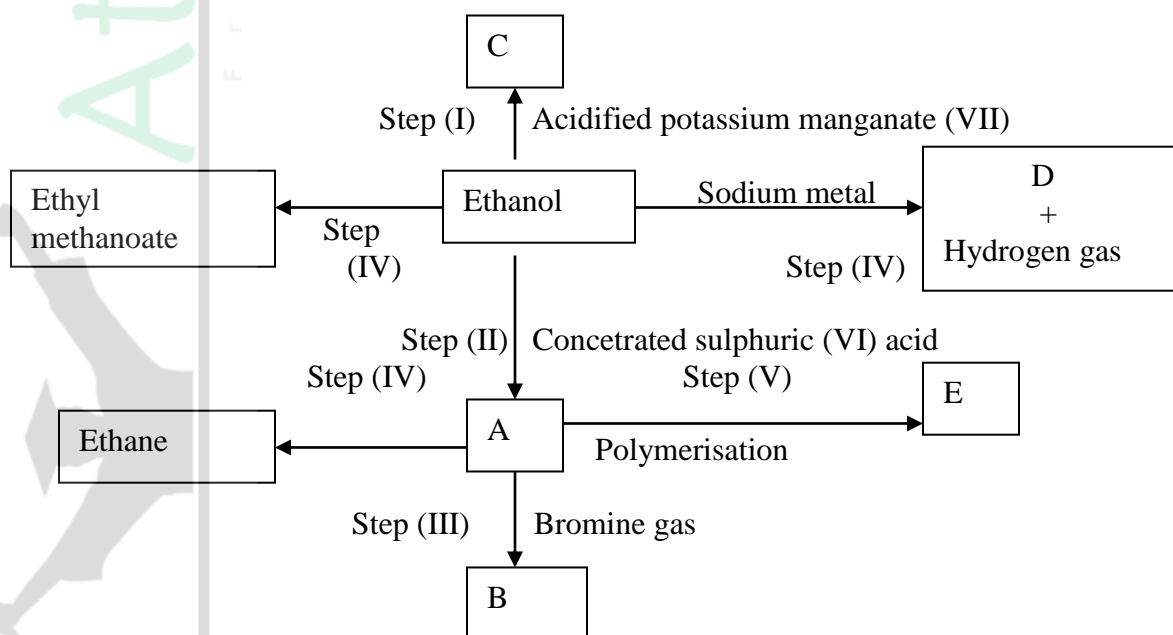 At
C
Step (I)
Acidified potassium manganate (VII)
Ethyl
methanoate
Step
(IV)
Ethanol
Sodium metal
D
+
Hydrogen gas
Step (IV)
Step (II)
Concetrated sulphuric (VI) acid
Step (IV)
Step (V)
Ethane
A
E
Polymerisation
Step (III)
Bromine gas
B